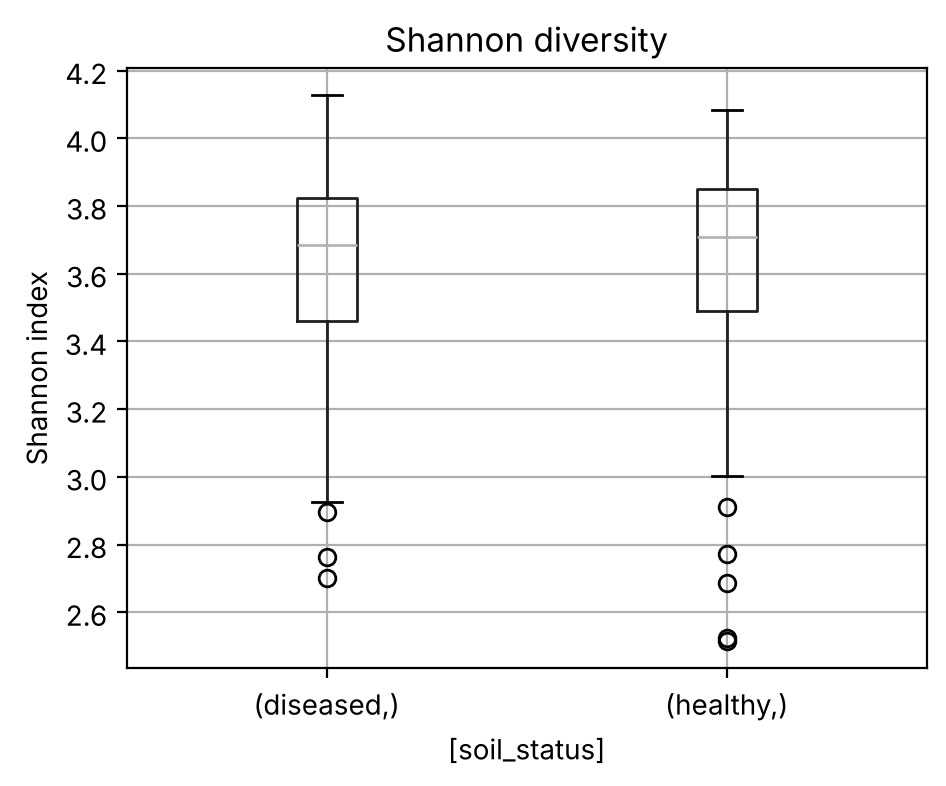 Shannon diversity
4.2
4.0
3.8
3.6
3.4
3.2
3.0
2.8
2.6
Shannon index
(diseased,)
(healthy,)
[soil_status]